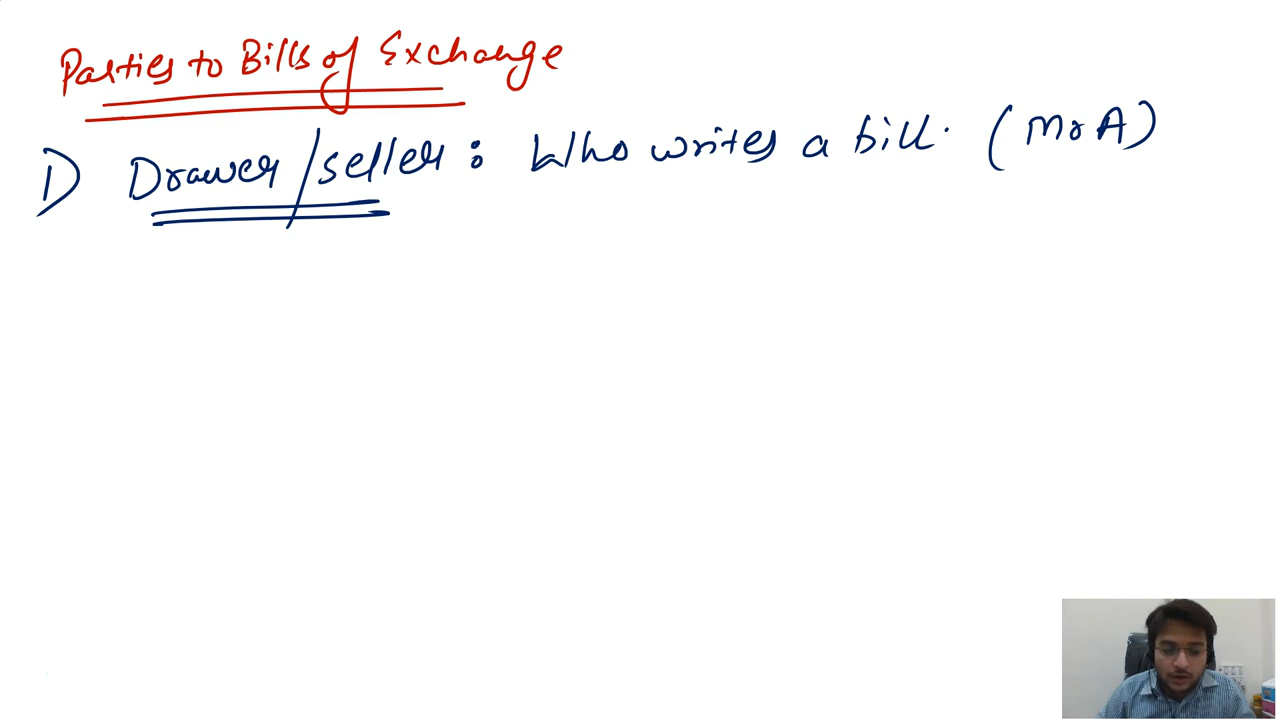 Parties to Bills of Exchange
1) Drawer/seller: Who writes a bill. (Mr A)